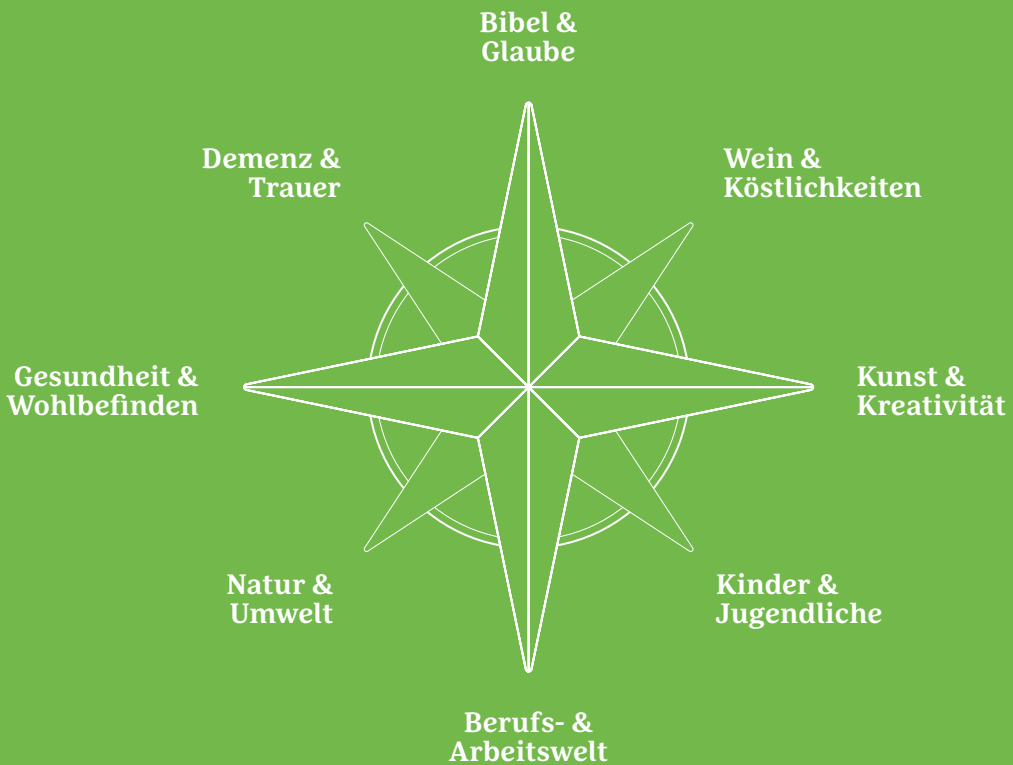 Bibel &
Glaube
Demenz &
Trauer
Wein &
Köstlichkeiten
Gesundheit &
Wohlbefinden
Kunst &
Kreativität
Natur &
Umwelt
Kinder &
Jugendliche
Berufs- &
Arbeitswelt